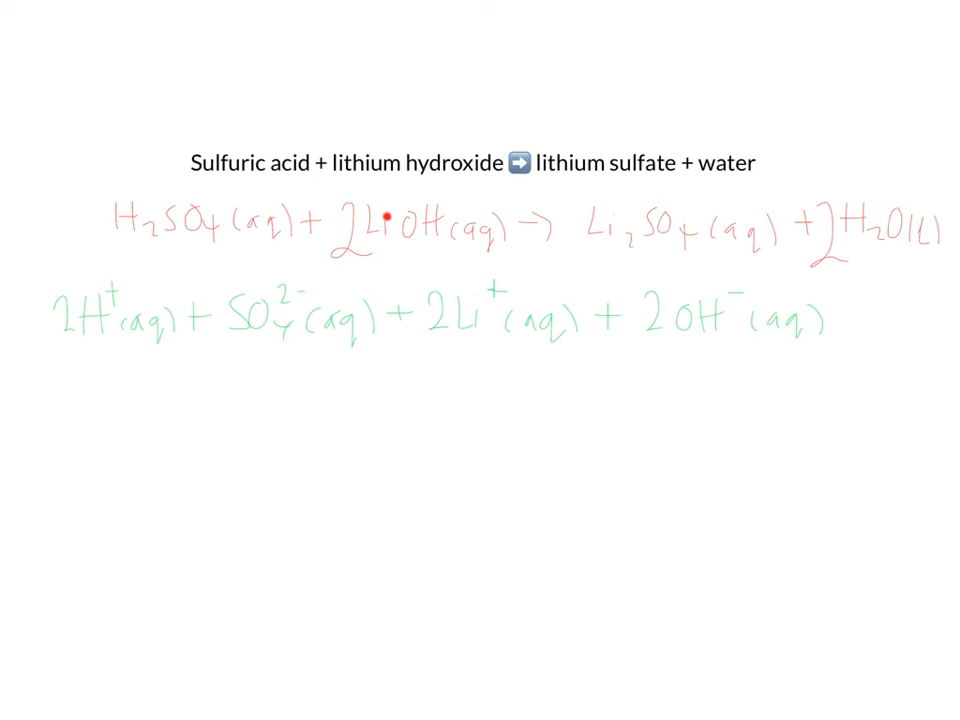 Sulfuric acid + lithium hydroxide ➡ lithium sulfate + water
H₂SO₄(aq) + 2LiOH(aq) → Li₂SO₄(aq) + 2H₂O(l)
2H⁺(aq) + SO₄²⁻(aq) + 2Li⁺(aq) + 2OH⁻(aq)